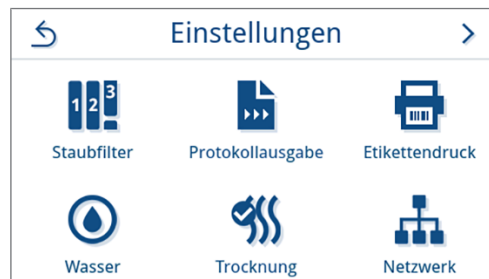 Einstellungen
1 2 3
Staubfilter Protokollausgabe Etikettendruck
Wasser Trocknung Netzwerk